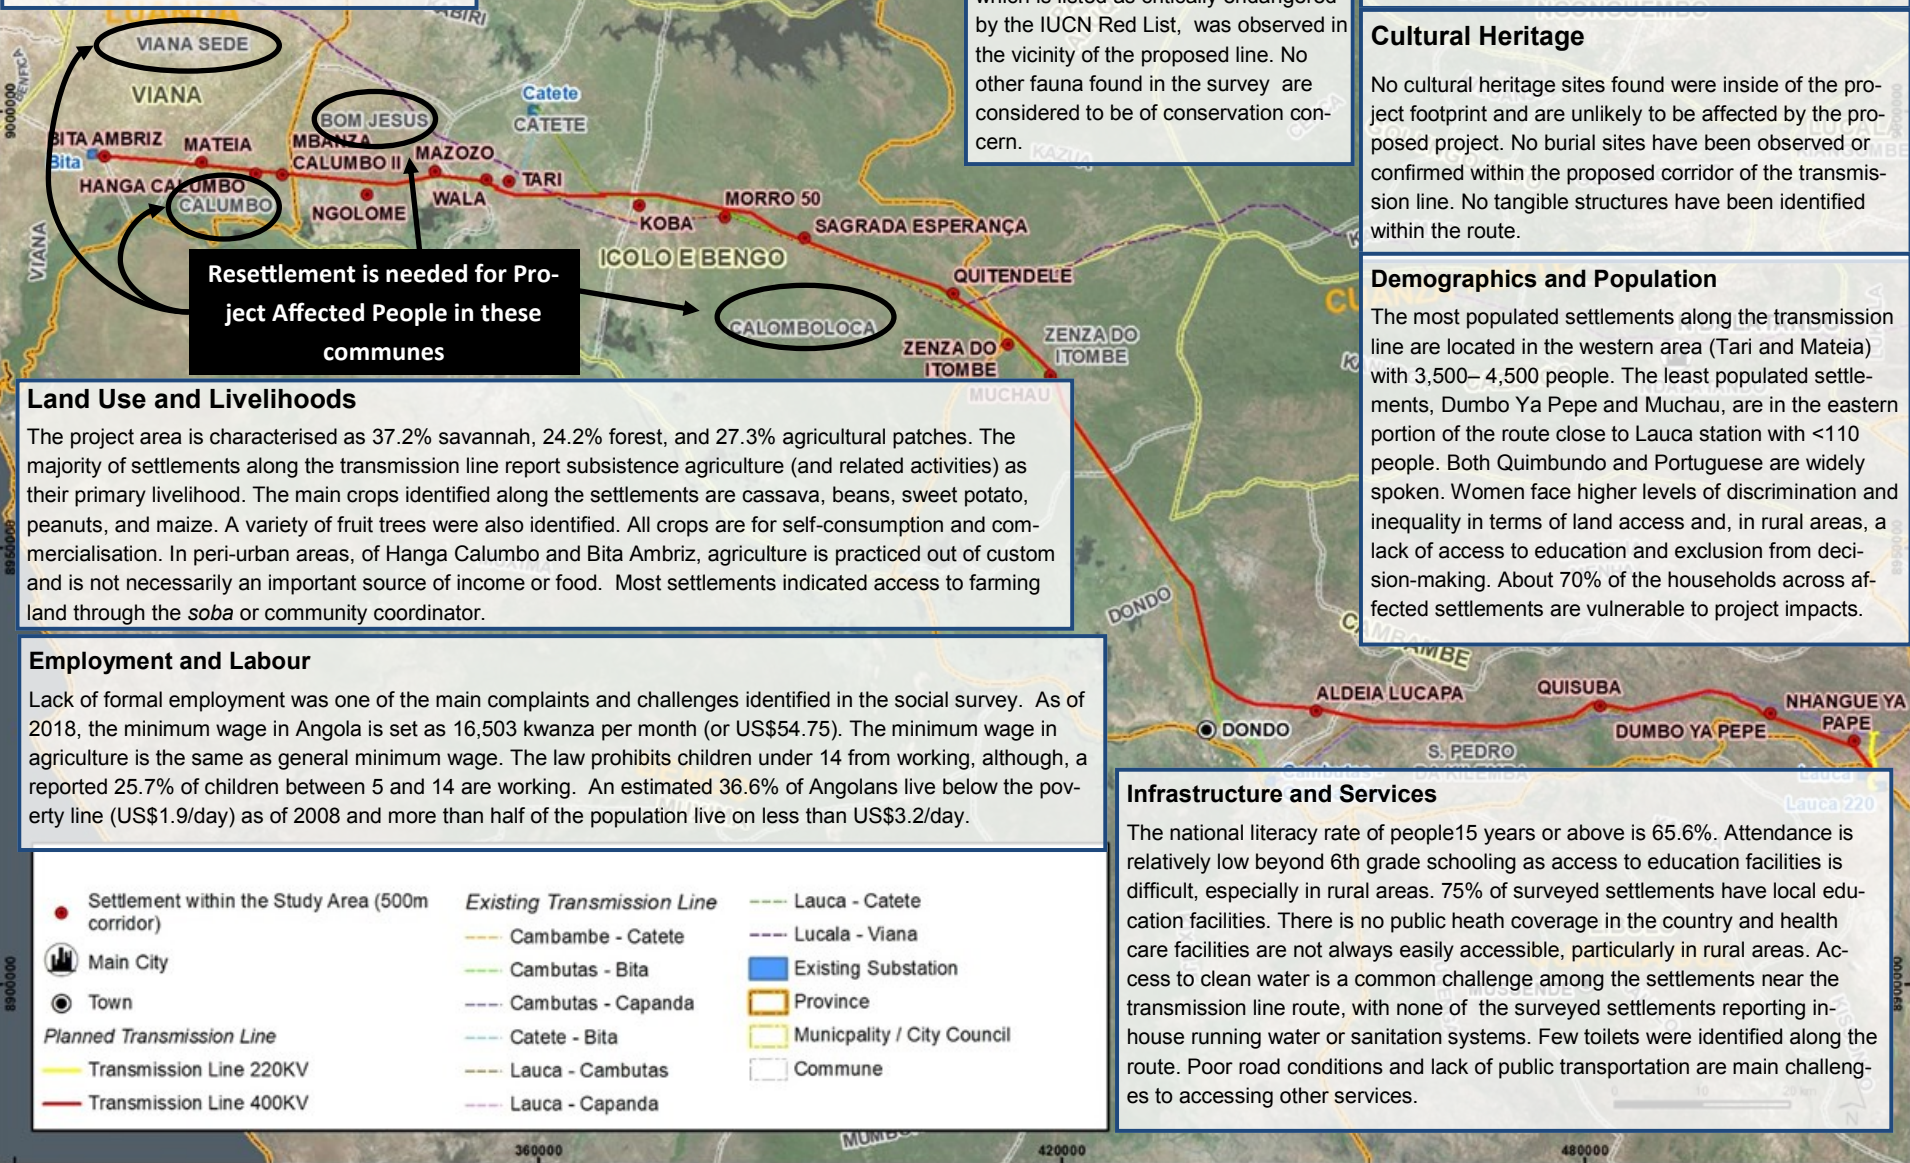 LUANDA
KABIRI
VIANA SEDE
BENFICA
VIANA
9000000
BOM JESUS
Catete
CATETE
BITA AMBRIZ
Bita
MATEIA
MBANZA
CALUMBO II
MAZOZO
HANGA CALUMBO
CALUMBO
NGOLOME
WALA
TARI
KOBA
MORRO 50
SAGRADA ESPERANÇA
VIANA
ICOLO E BENGO
QUITENDELE
CALOMBOLOCA
ZENZA DO
ITOMBE
ZENZA DO
ITOMBE
MUCHAU
KAZUA
Resettlement is needed for Pro-
ject Affected People in these
communes
which is listed as critically endangered
by the IUCN Red List,  was observed in
the vicinity of the proposed line. No
other fauna found in the survey  are
considered to be of conservation con-
cern.
NGONGUEMBO
Cultural Heritage
No cultural heritage sites found were inside of the pro-
ject footprint and are unlikely to be affected by the pro-
posed project. No burial sites have been observed or
confirmed within the proposed corridor of the transmis-
sion line. No tangible structures have been identified
within the route.
Demographics and Population
The most populated settlements along the transmission
line are located in the western area (Tari and Mateia)
with 3,500– 4,500 people. The least populated settle-
ments, Dumbo Ya Pepe and Muchau, are in the eastern
portion of the route close to Lauca station with <110
people. Both Quimbundo and Portuguese are widely
spoken. Women face higher levels of discrimination and
inequality in terms of land access and, in rural areas, a
lack of access to education and exclusion from deci-
sion-making. About 70% of the households across af-
fected settlements are vulnerable to project impacts.
Land Use and Livelihoods
The project area is characterised as 37.2% savannah, 24.2% forest, and 27.3% agricultural patches. The
majority of settlements along the transmission line report subsistence agriculture (and related activities) as
their primary livelihood. The main crops identified along the settlements are cassava, beans, sweet potato,
peanuts, and maize. A variety of fruit trees were also identified. All crops are for self-consumption and com-
mercialisation. In peri-urban areas, of Hanga Calumbo and Bita Ambriz, agriculture is practiced out of custom
and is not necessarily an important source of income or food.  Most settlements indicated access to farming
land through the soba or community coordinator.
8950000
DONDO
CAMBAMBE
Employment and Labour
Lack of formal employment was one of the main complaints and challenges identified in the social survey.  As of
2018, the minimum wage in Angola is set as 16,503 kwanza per month (or US$54.75). The minimum wage in
agriculture is the same as general minimum wage. The law prohibits children under 14 from working, although, a
reported 25.7% of children between 5 and 14 are working.  An estimated 36.6% of Angolans live below the pov-
erty line (US$1.9/day) as of 2008 and more than half of the population live on less than US$3.2/day.
ALDEIA LUCAPA
QUISUBA
NHANGUE YA
PAPE
DUMBO YA PEPE
DONDO
S. PEDRO
DA KILEMBA
Cambutas
Lauca
Lauca 220
Infrastructure and Services
The national literacy rate of people15 years or above is 65.6%. Attendance is
relatively low beyond 6th grade schooling as access to education facilities is
difficult, especially in rural areas. 75% of surveyed settlements have local edu-
cation facilities. There is no public heath coverage in the country and health
care facilities are not always easily accessible, particularly in rural areas. Ac-
cess to clean water is a common challenge among the settlements near the
transmission line route, with none of  the surveyed settlements reporting in-
house running water or sanitation systems. Few toilets were identified along the
route. Poor road conditions and lack of public transportation are main challeng-
es to accessing other services.
Settlement within the Study Area (500m
corridor)
Main City
Town
Planned Transmission Line
Transmission Line 220KV
Transmission Line 400KV
Existing Transmission Line
Cambambe - Catete
Cambutas - Bita
Cambutas - Capanda
Catete - Bita
Lauca - Cambutas
Lauca - Capanda
Lauca - Catete
Lucala - Viana
Existing Substation
Province
Municpality / City Council
Commune
8900000
8900000
0 10 20 km
360000
420000
480000